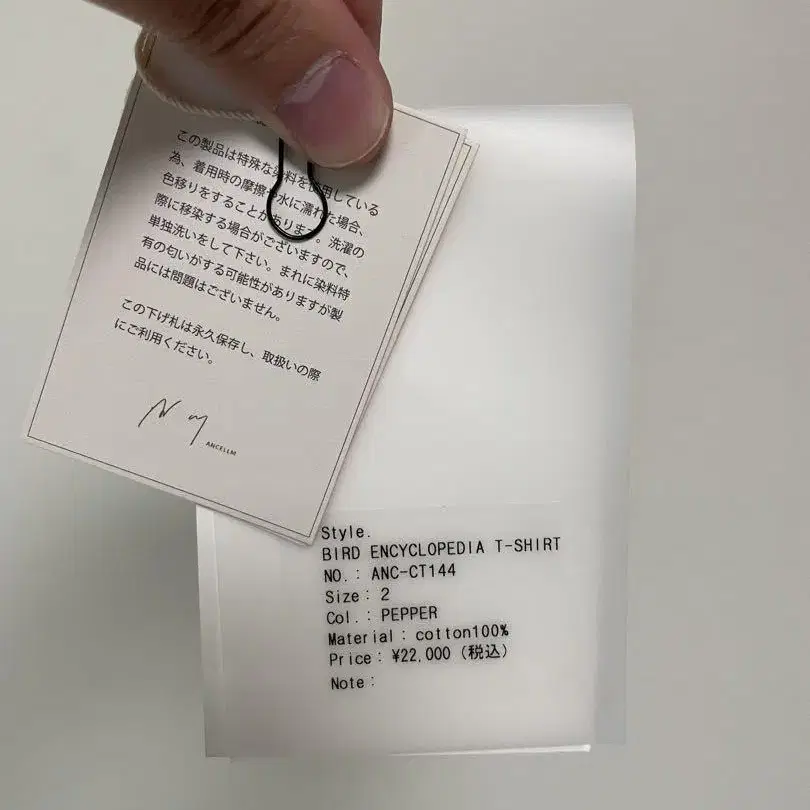 この製品は特殊な染料を使用している
為、着用時の摩擦や水に濡れた場合、
色移りをすることがあります。洗濯の
際に移染する場合がございますので、
単独洗いをして下さい。まれに染料特
有の匂いがする可能性がありますが製
品には問題はございません。
この下げ札は永久保存し、取扱いの際
にご利用ください。
ANCELLM
Style.
BIRD ENCYCLOPEDIA T-SHIRT
NO.: ANC-CT144
Size: 2
Col.: PEPPER
Material: cotton100%
Price: ¥22,000 (税込)
Note: